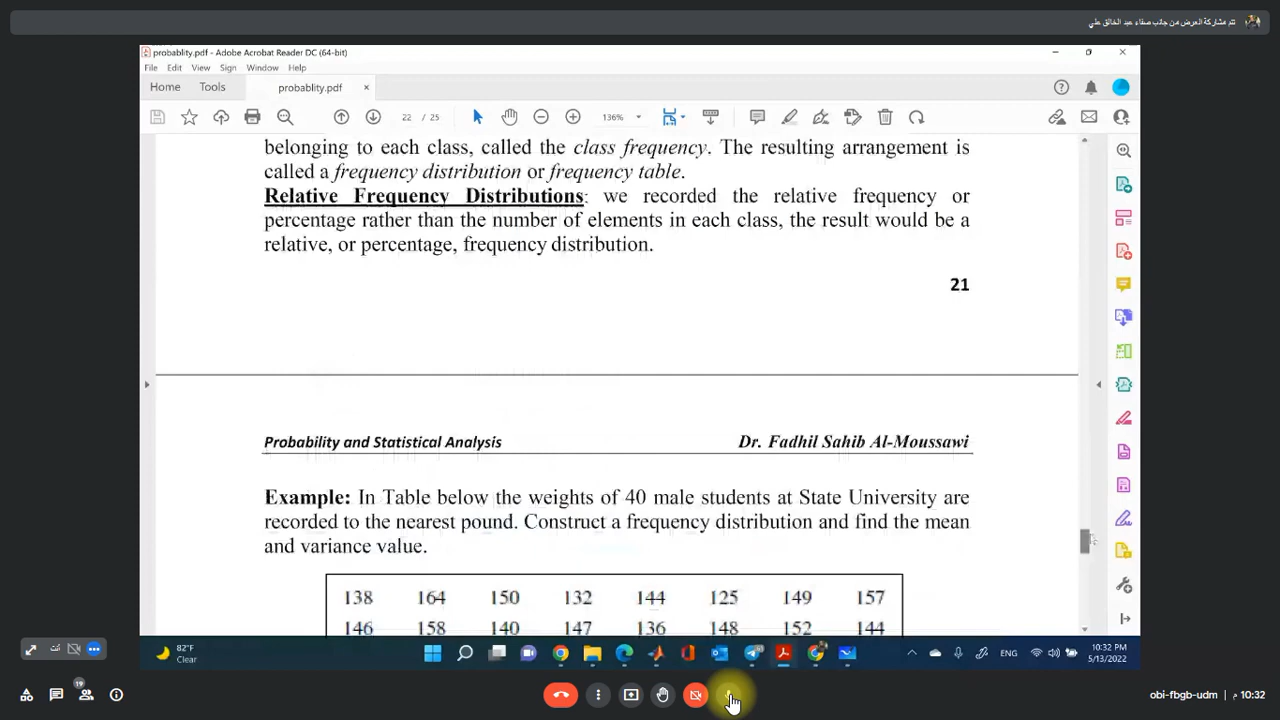 تتم مشاركة العرض من جانب صفاء عبد الخالق علي
probablity.pdf - Adobe Acrobat Reader DC (64-bit)
File Edit View Sign Window Help
Home Tools probablity.pdf ×
22 / 25 136%
belonging to each class, called the class frequency. The resulting arrangement is
called a frequency distribution or frequency table.
Relative Frequency Distributions: we recorded the relative frequency or
percentage rather than the number of elements in each class, the result would be a
relative, or percentage, frequency distribution.
21
Probability and Statistical Analysis Dr. Fadhil Sahib Al-Moussawi
Example: In Table below the weights of 40 male students at State University are
recorded to the nearest pound. Construct a frequency distribution and find the mean
and variance value.
138 164 150 132 144 125 149 157
146 158 140 147 136 148 152 144
82°F
Clear
ENG
10:32 PM
5/13/2022
19
obi-fbgb-udm | 10:32 م